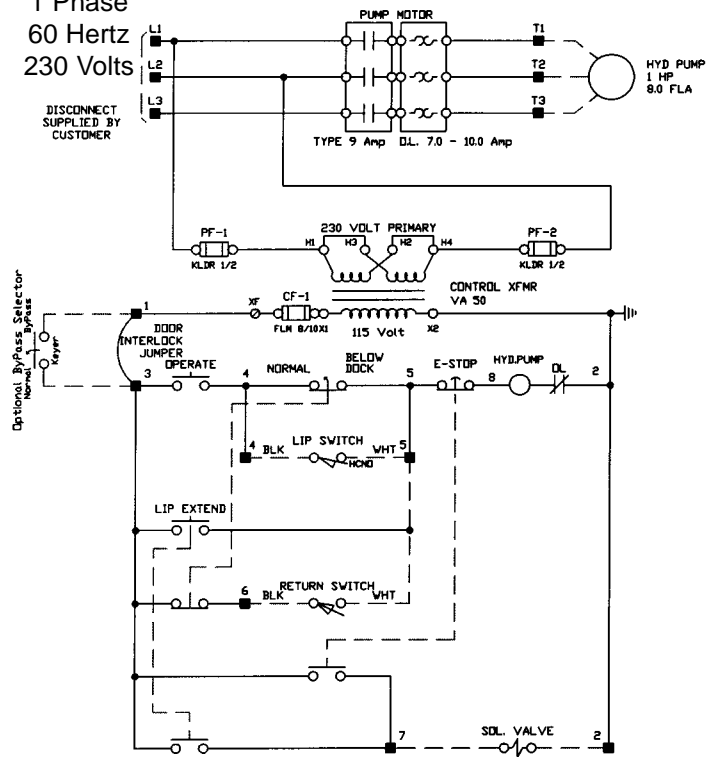 1 Phase
60 Hertz
230 Volts
L1
L2
L3
DISCONNECT
SUPPLIED BY
CUSTOMER
PUMP MOTOR
TYPE 9 Amp
O.L. 7.0 - 10.0 Amp
T1
T2
T3
HYD PUMP
1 HP
8.0 FLA
PF-1
KLDR 1/2
230 VOLT PRIMARY
H1
H3
H2
H4
PF-2
KLDR 1/2
CONTROL XFMR
VA 50
XF
CF-1
FLM 8/10
X1
115 Volt
X2
Optional ByPass Selector
Normal
ByPass
Keyer
1
DOOR
INTERLOCK
JUMPER
3
OPERATE
4
NORMAL
BELOW
DOCK
5
E-STOP
8
HYD.PUMP
OL
2
4
BLK
LIP SWITCH
WHT
5
HCNO
LIP EXTEND
6
BLK
RETURN SWITCH
WHT
7
SOL. VALVE
2